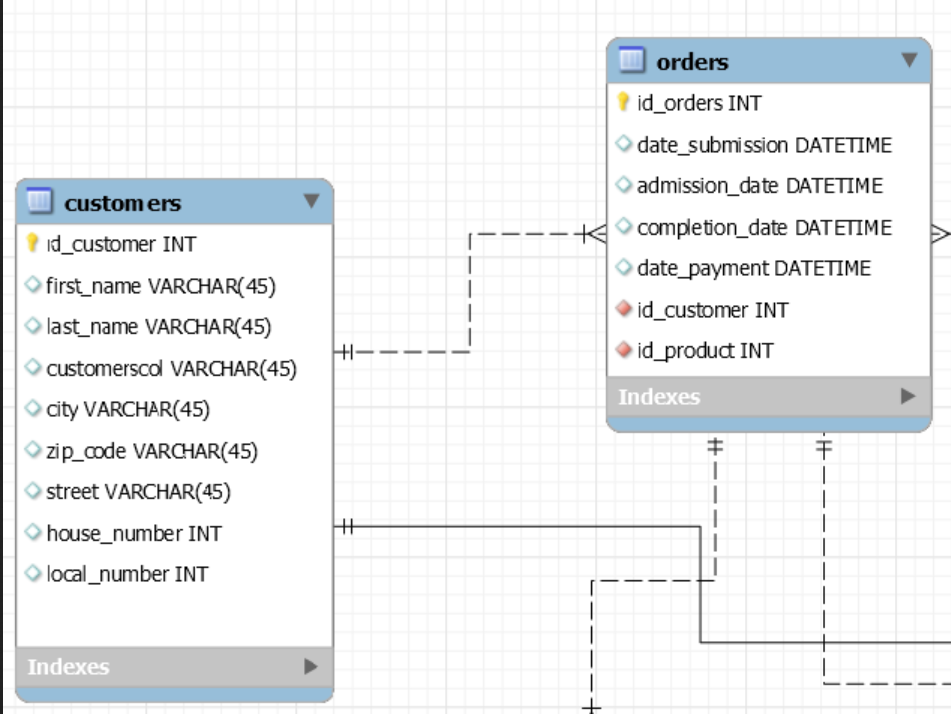 orders
id_orders INT
date_submission DATETIME
admission_date DATETIME
completion_date DATETIME
date_payment DATETIME
id_customer INT
id_product INT
Indexes
customers
id_customer INT
first_name VARCHAR(45)
last_name VARCHAR(45)
customerscol VARCHAR(45)
city VARCHAR(45)
zip_code VARCHAR(45)
street VARCHAR(45)
house_number INT
local_number INT
Indexes